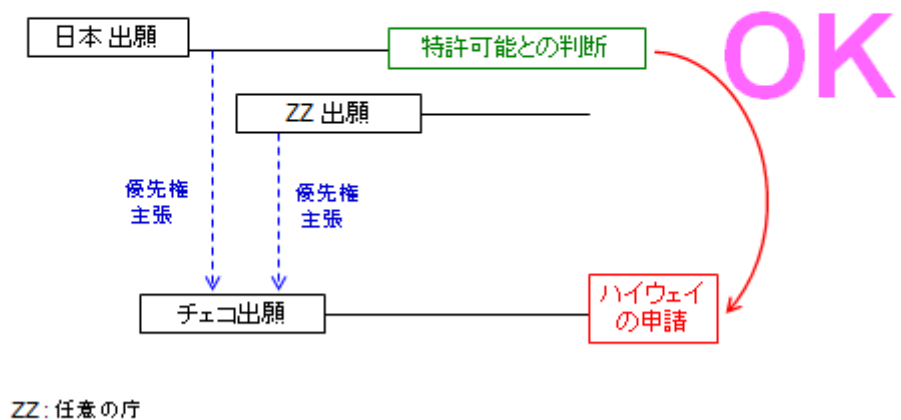 日本出願
特許可能との判断
OK
ZZ 出願
優先権
主張
優先権
主張
チェコ出願
ハイウェイ
の申請
ZZ:任意の庁